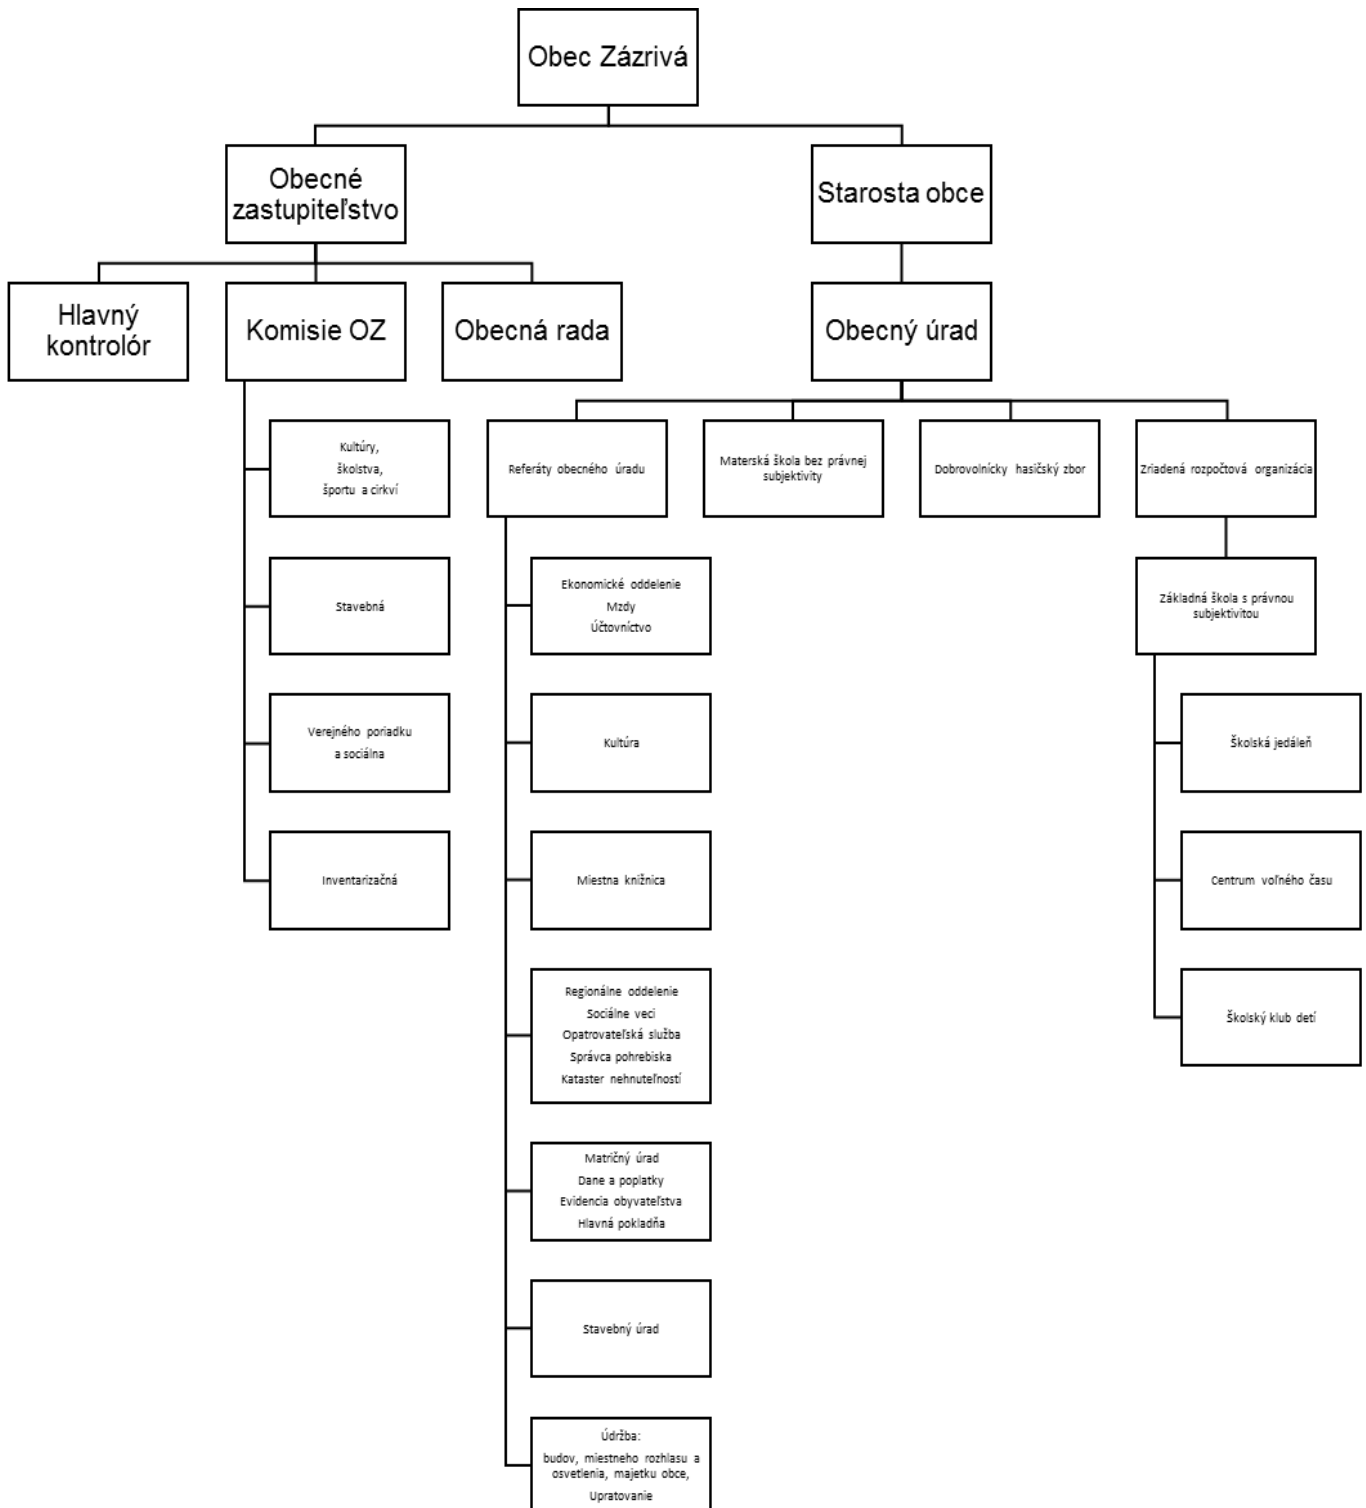 Obec Zázrivá
Obecné
zastupiteľstvo
Starosta obce
Hlavný
kontrolór
Komisie OZ
Obecná rada
Obecný úrad
Kultúry,
školstva,
športu a cirkví
Stavebná
Verejného poriadku
a sociálna
Inventarizačná
Referáty obecného úradu
Materská škola bez právnej
subjektivity
Dobrovolnícky hasičský zbor
Zriadená rozpočtová organizácia
Ekonomické oddelenie
Mzdy
Účtovníctvo
Kultúra
Miestna knižnica
Regionálne oddelenie
Sociálne veci
Opatrovateľská služba
Správca pohrebiska
Kataster nehnuteľností
Matričný úrad
Dane a poplatky
Evidencia obyvateľstva
Hlavná pokladňa
Stavebný úrad
Údržba:
budov, miestneho rozhlasu a
osvetlenia, majetku obce,
Upratovanie
Základná škola s právnou
subjektivitou
Školská jedáleň
Centrum voľného času
Školský klub detí